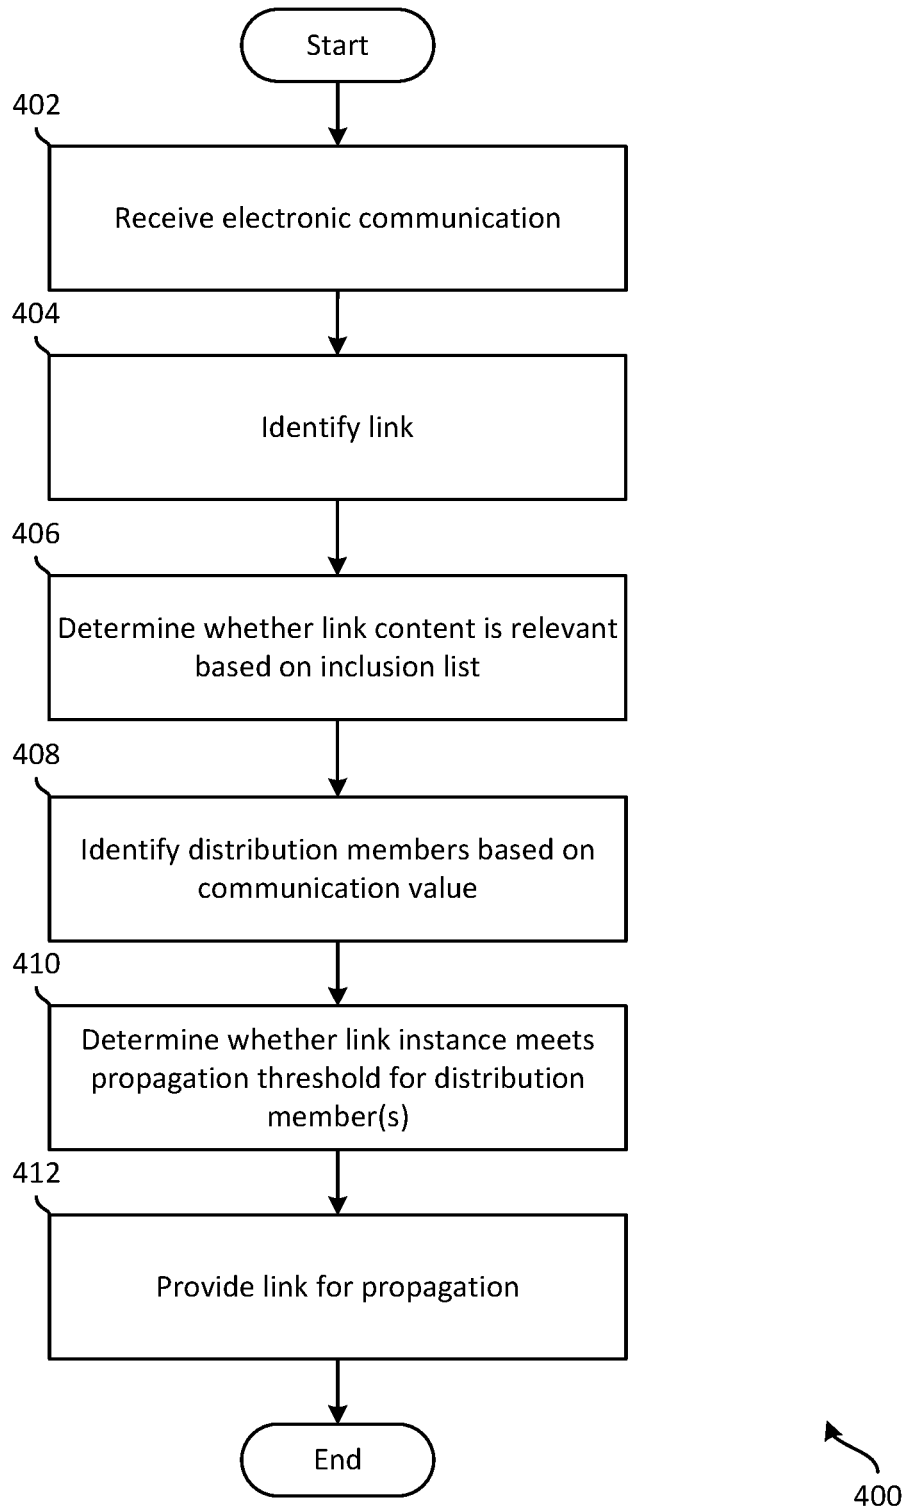 Start
402
Receive electronic communication
404
Identify link
406
Determine whether link content is relevant
based on inclusion list
408
Identify distribution members based on
communication value
410
Determine whether link instance meets
propagation threshold for distribution
member(s)
412
Provide link for propagation
End
400